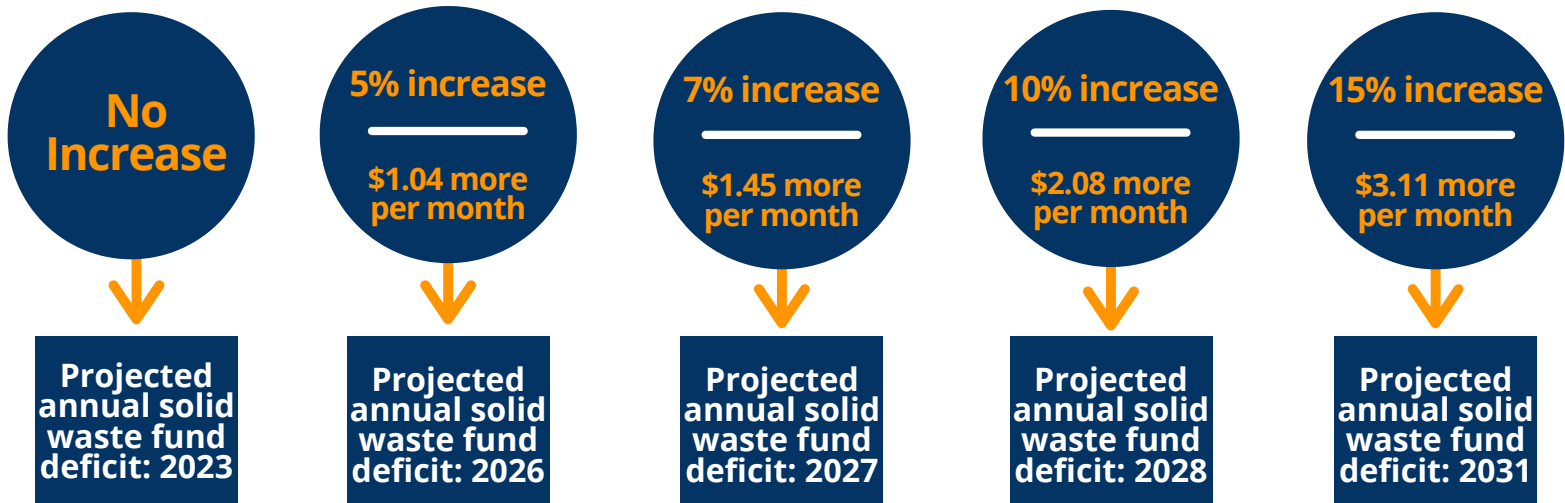 No
Increase
Projected
annual solid
waste fund
deficit: 2023
5% increase
$1.04 more
per month
Projected
annual solid
waste fund
deficit: 2026
7% increase
$1.45 more
per month
Projected
annual solid
waste fund
deficit: 2027
10% increase
$2.08 more
per month
Projected
annual solid
waste fund
deficit: 2028
15% increase
$3.11 more
per month
Projected
annual solid
waste fund
deficit: 2031